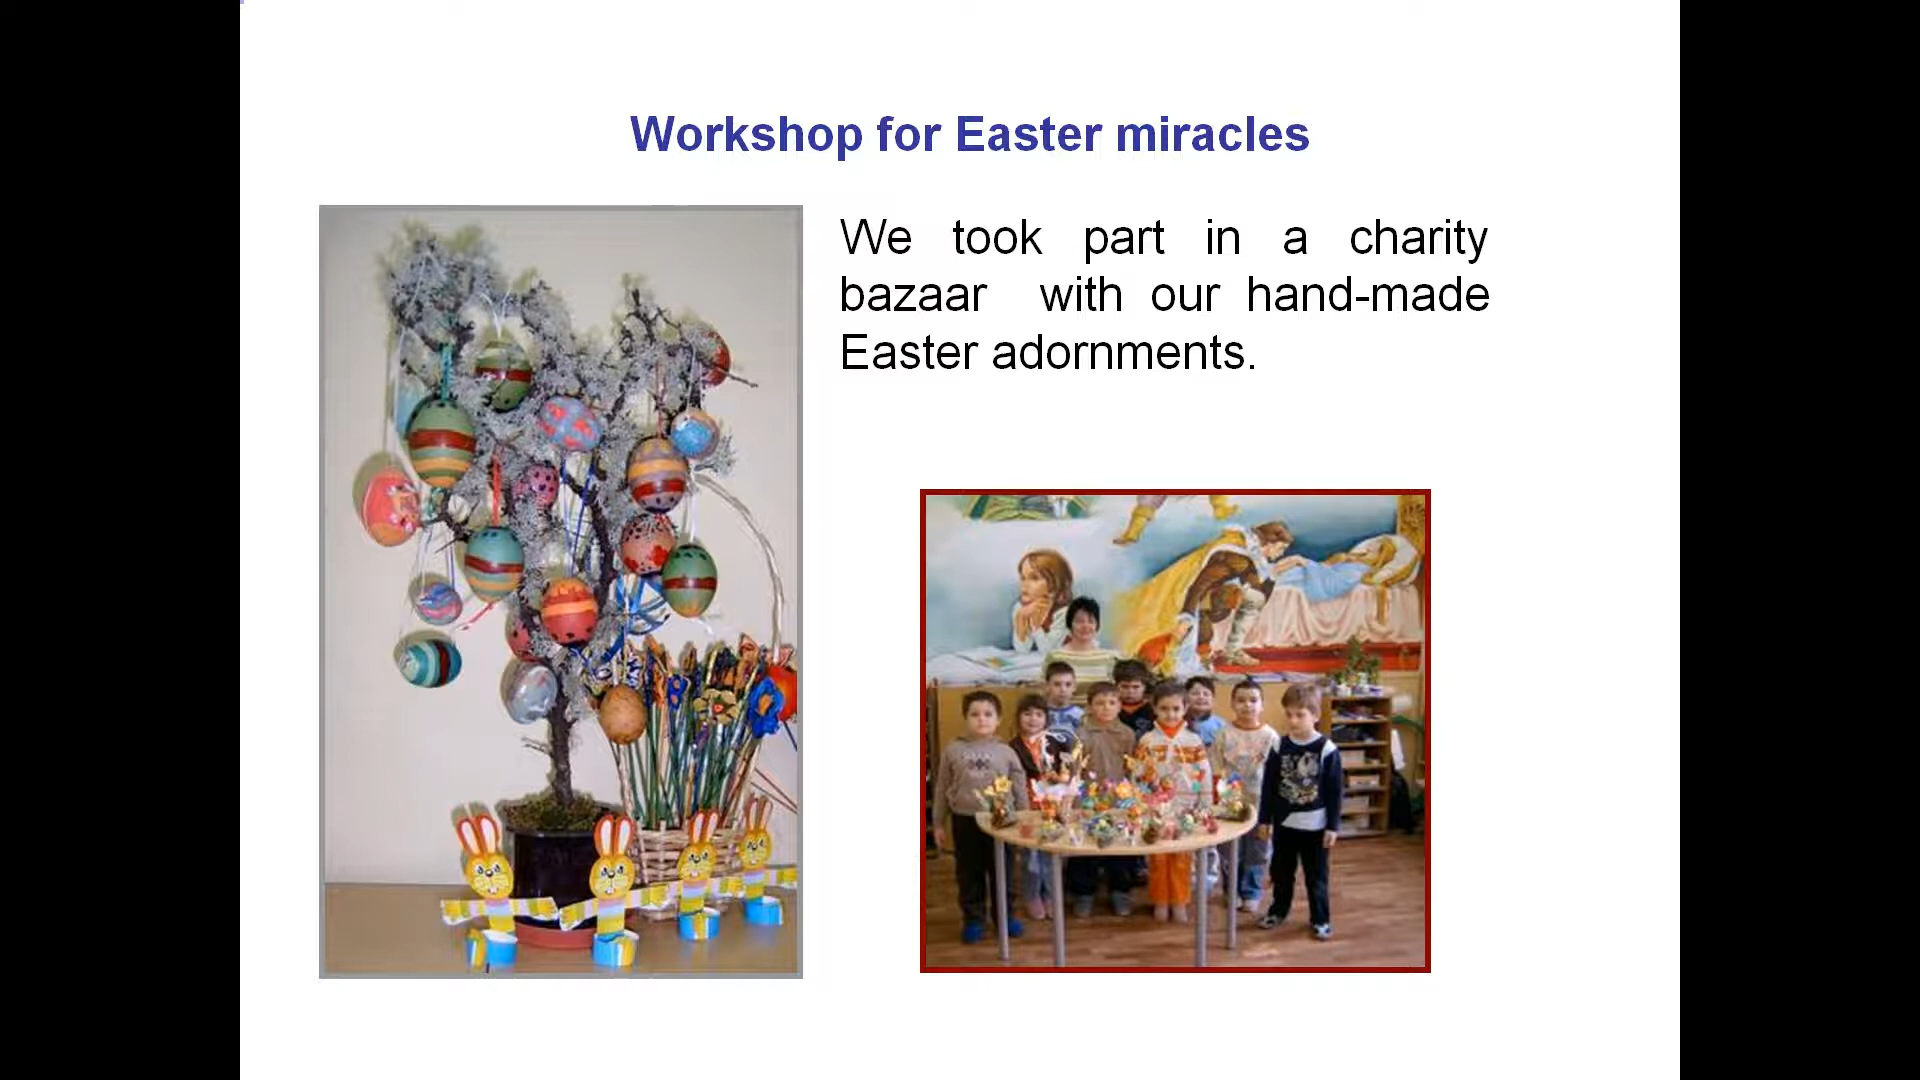 Workshop for Easter miracles
We took part in a charity
bazaar with our hand-made
Easter adornments.